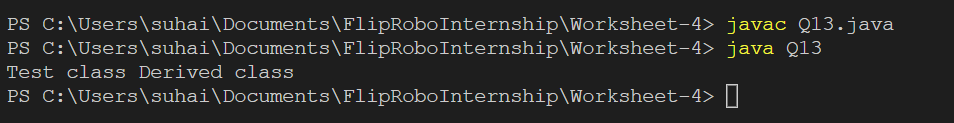 PS C:\Users\suhai\Documents\FlipRoboInternship\Worksheet-4> javac Q13.java
PS C:\Users\suhai\Documents\FlipRoboInternship\Worksheet-4> java Q13
Test class Derived class
PS C:\Users\suhai\Documents\FlipRoboInternship\Worksheet-4>